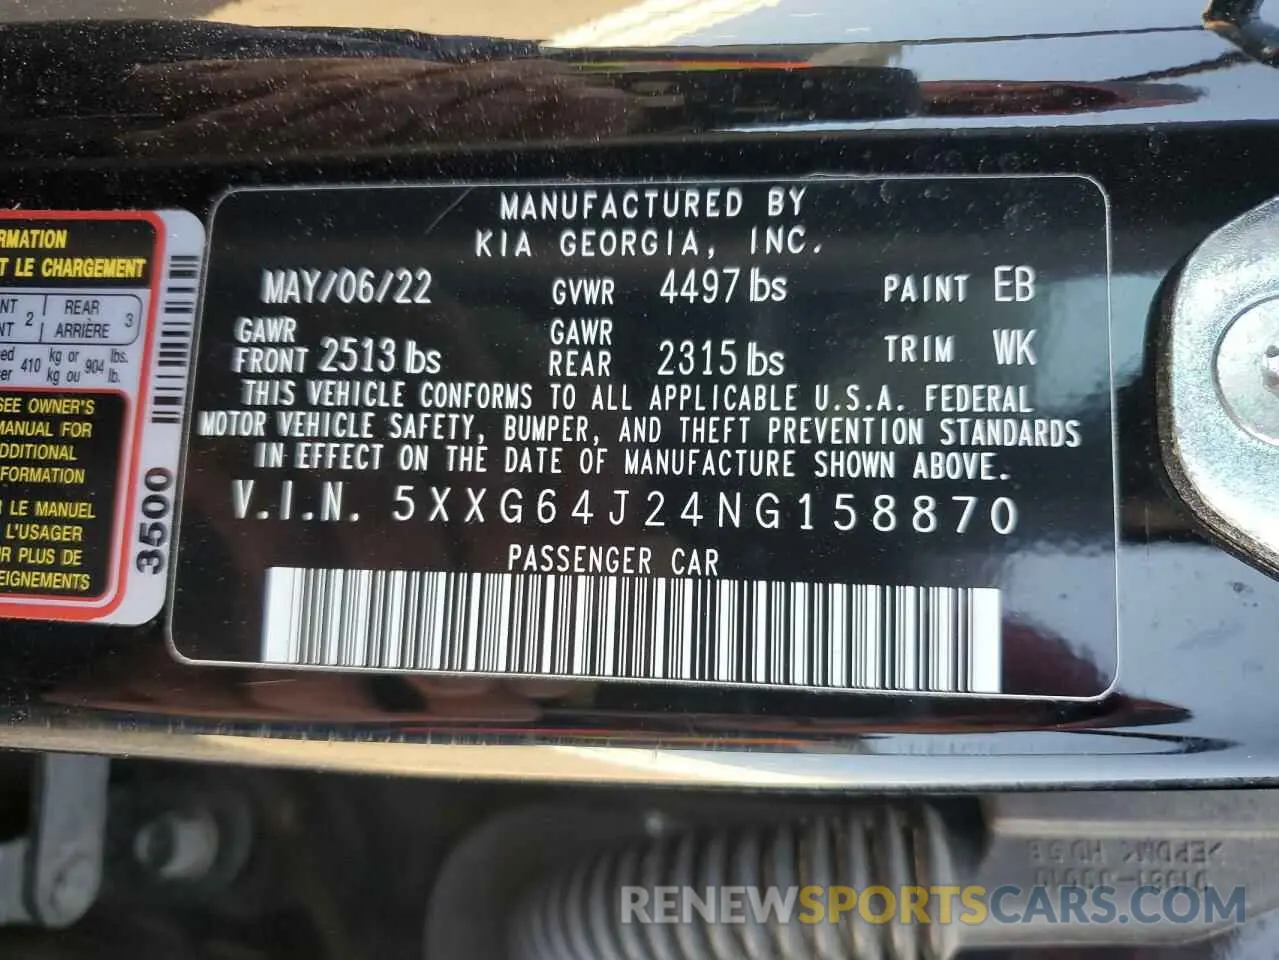 MANUFACTURED BY
KIA GEORGIA, INC.
MAY/06/22 GVWR 4497 lbs PAINT EB
GAWR FRONT 2513 lbs GAWR REAR 2315 lbs TRIM WK
THIS VEHICLE CONFORMS TO ALL APPLICABLE U.S.A. FEDERAL
MOTOR VEHICLE SAFETY, BUMPER, AND THEFT PREVENTION STANDARDS
IN EFFECT ON THE DATE OF MANUFACTURE SHOWN ABOVE.
V.I.N. 5XXG64J24NG158870
PASSENGER CAR
RMATION
T LE CHARGEMENT
NT 2 REAR 3
NT ARRIÈRE
410 kg or 904 lbs.
kg ou lb.
SEE OWNER'S
MANUAL FOR
DDITIONAL
FORMATION
LE MANUEL
L'USAGER
R PLUS DE
EIGNEMENTS
3500
RENEWSPORTSCARS.COM